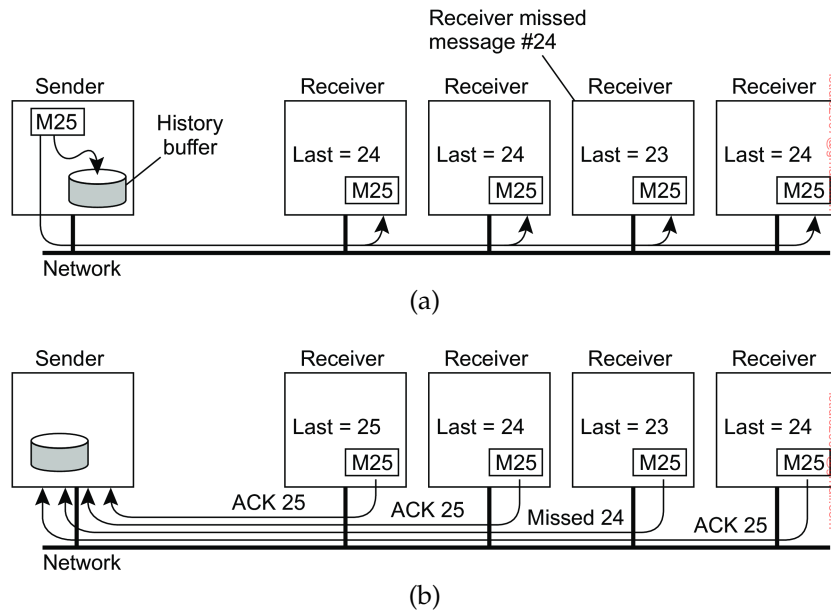 Receiver missed
message #24
Sender
Receiver
Receiver
Receiver
Receiver
M25
History
buffer
Last = 24
Last = 24
Last = 23
Last = 24
M25
M25
M25
M25
Network
(a)
Sender
Receiver
Receiver
Receiver
Receiver
Last = 25
Last = 24
Last = 23
Last = 24
M25
M25
M25
M25
ACK 25
ACK 25
Missed 24
ACK 25
Network
(b)